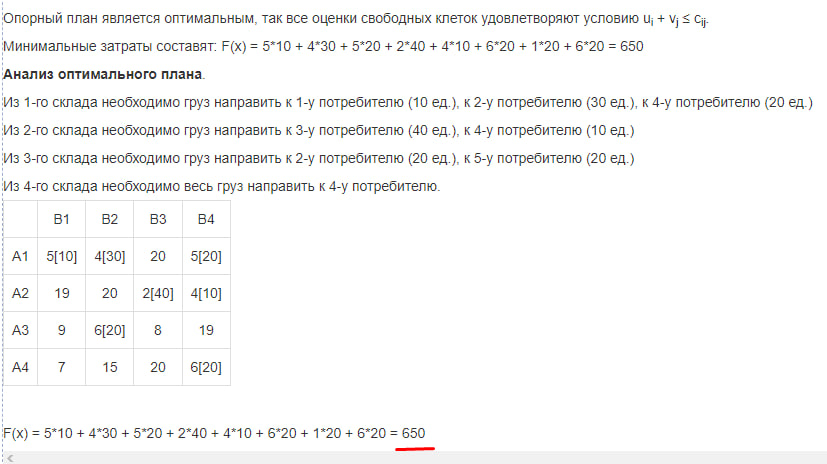 Опорный план является оптимальным, так все оценки свободных клеток удовлетворяют условию ui + vj ≤ cij.
Минимальные затраты составят: F(x) = 5*10 + 4*30 + 5*20 + 2*40 + 4*10 + 6*20 + 1*20 + 6*20 = 650
Анализ оптимального плана.
Из 1-го склада необходимо груз направить к 1-у потребителю (10 ед.), к 2-у потребителю (30 ед.), к 4-у потребителю (20 ед.)
Из 2-го склада необходимо груз направить к 3-у потребителю (40 ед.), к 4-у потребителю (10 ед.)
Из 3-го склада необходимо груз направить к 2-у потребителю (20 ед.), к 5-у потребителю (20 ед.)
Из 4-го склада необходимо весь груз направить к 4-у потребителю.
B1 B2 B3 B4
A1 5[10] 4[30] 20 5[20]
A2 19 20 2[40] 4[10]
A3 9 6[20] 8 19
A4 7 15 20 6[20]
F(x) = 5*10 + 4*30 + 5*20 + 2*40 + 4*10 + 6*20 + 1*20 + 6*20 = 650